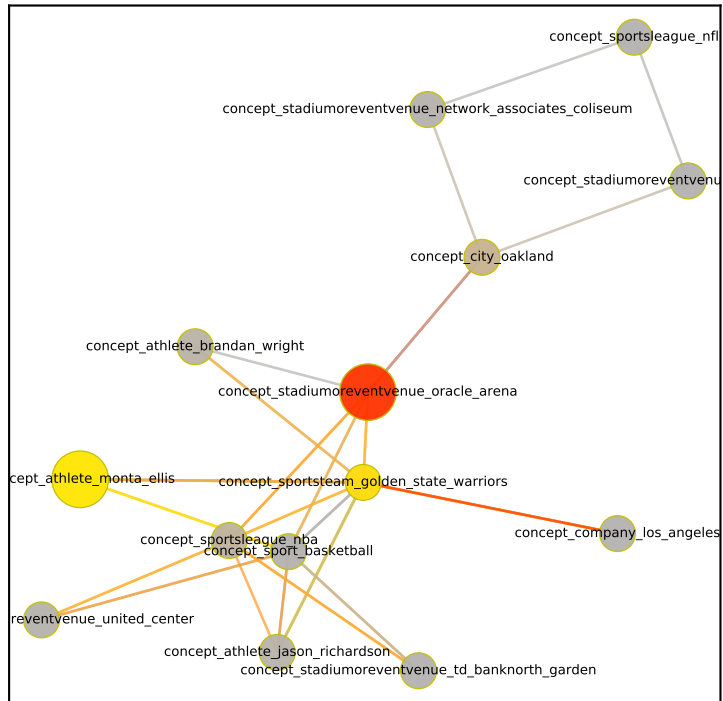 concept_sportsleague_nfl
concept_stadiumoreventvenue_network_associates_coliseum
concept_stadiumoreventvenu
concept_city_oakland
concept_athlete_brandan_wright
concept_stadiumoreventvenue_oracle_arena
cept_athlete_monta_ellis
concept_sportsteam_golden_state_warriors
concept_company_los_angeles
concept_sportsleague_nba
concept_sport_basketball
reventvenue_united_center
concept_athlete_jason_richardson
concept_stadiumoreventvenue_td_banknorth_garden